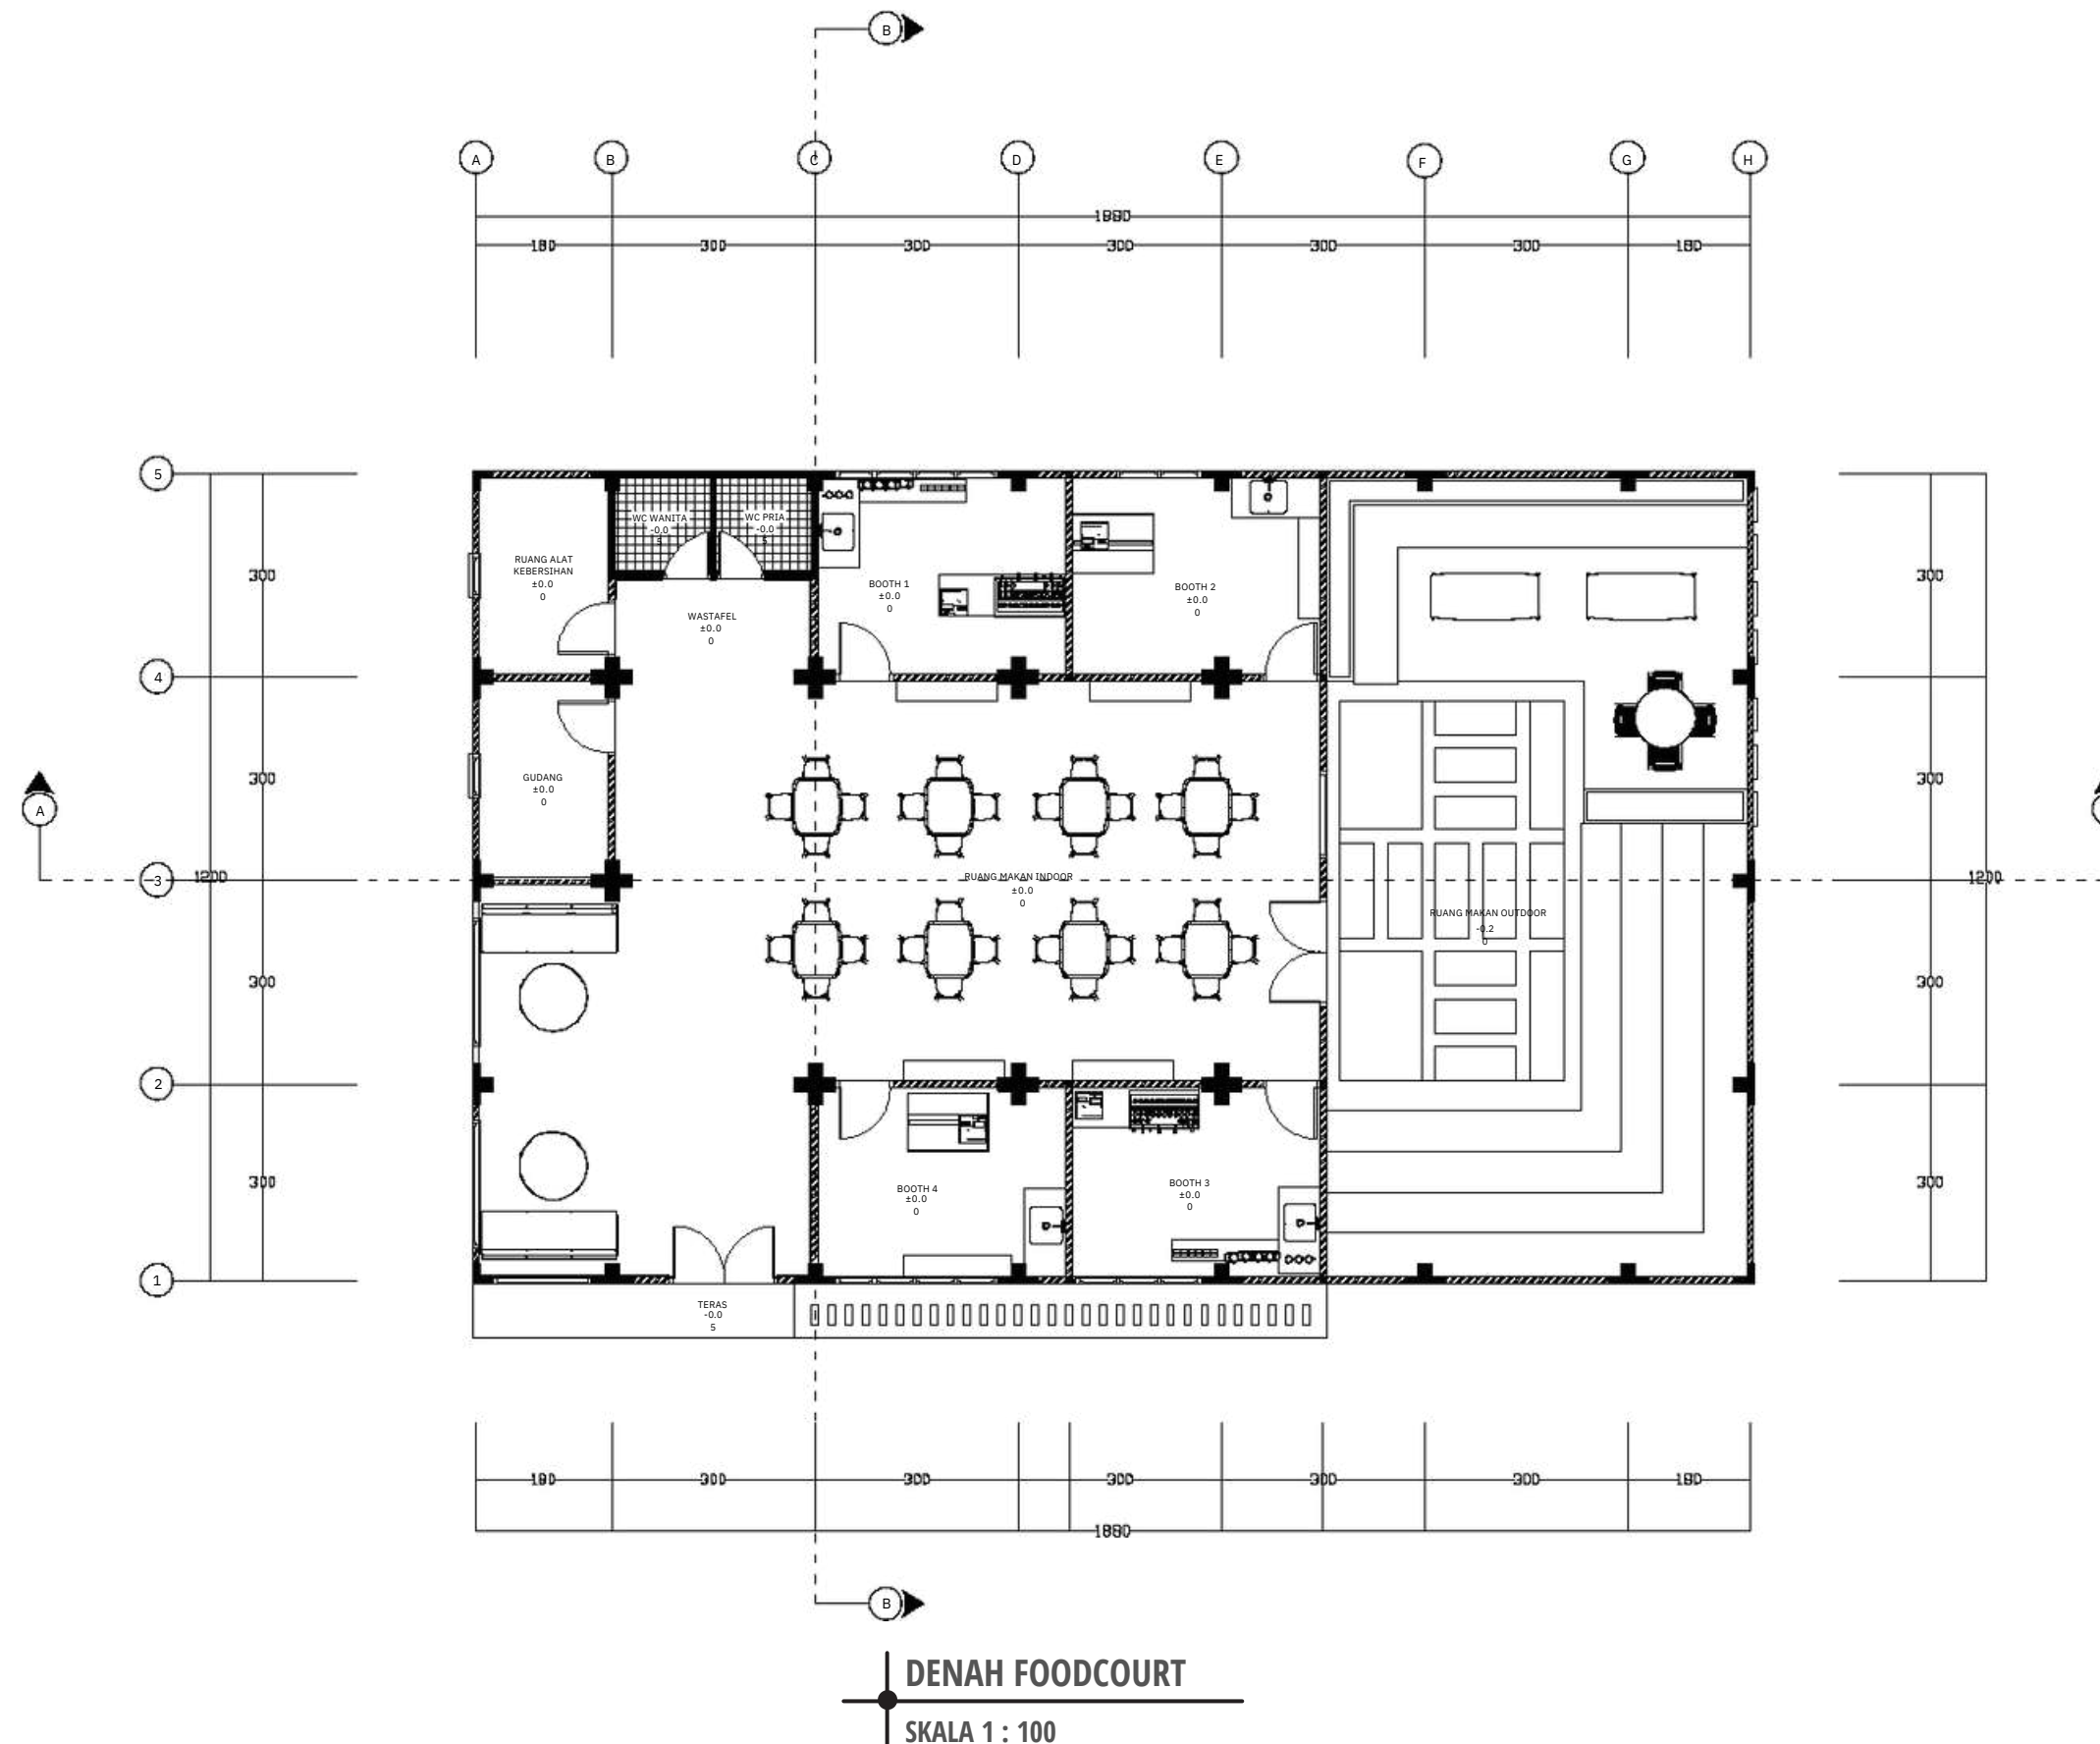 B
A B C D E F G H
1880
180 300 300 300 300 300 180
5
WC WANITA
-0.0
5
WC PRIA
-0.0
5
RUANG ALAT
KEBERSIHAN
±0.0
0
300
BOOTH 1
±0.0
0
BOOTH 2
±0.0
0
300
WASTAFEL
±0.0
0
4
300
GUDANG
±0.0
0
300
A
3
1200
RUANG MAKAN INDOOR
±0.0
0
1200
RUANG MAKAN OUTDOOR
-0.2
0
300
300
2
300
BOOTH 4
±0.0
0
BOOTH 3
±0.0
0
300
1
TERAS
-0.0
5
180 300 300 300 300 300 180
1880
B
DENAH FOODCOURT
SKALA 1 : 100